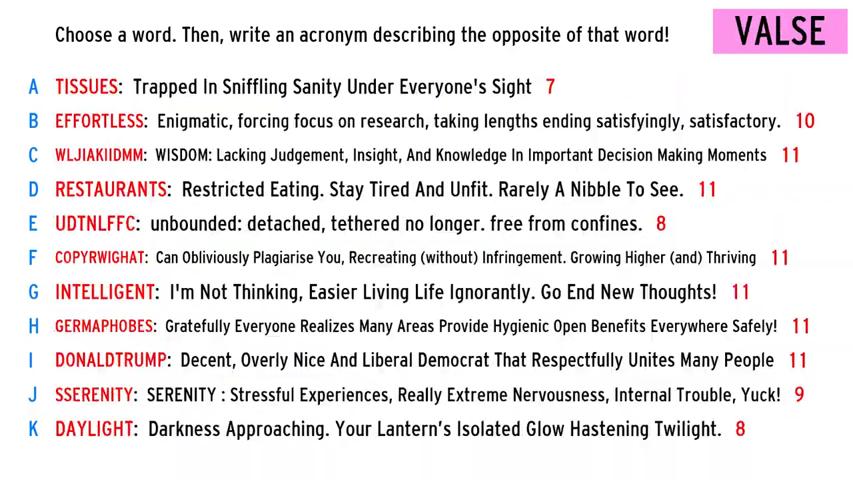 Choose a word. Then, write an acronym describing the opposite of that word!
VALSE
A TISSUES: Trapped In Sniffling Sanity Under Everyone's Sight 7
B EFFORTLESS: Enigmatic, forcing focus on research, taking lengths ending satisfyingly, satisfactory. 10
C WLJIAKIIDMM: WISDOM: Lacking Judgement, Insight, And Knowledge In Important Decision Making Moments 11
D RESTAURANTS: Restricted Eating. Stay Tired And Unfit. Rarely A Nibble To See. 11
E UDTNLFFC: unbounded: detached, tethered no longer. free from confines. 8
F COPYRWIGHAT: Can Obliviously Plagiarise You, Recreating (without) Infringement. Growing Higher (and) Thriving 11
G INTELLIGENT: I'm Not Thinking, Easier Living Life Ignorantly. Go End New Thoughts! 11
H GERMAPHOBES: Gratefully Everyone Realizes Many Areas Provide Hygienic Open Benefits Everywhere Safely! 11
I DONALDTRUMP: Decent, Overly Nice And Liberal Democrat That Respectfully Unites Many People 11
J SSERENITY: SERENITY : Stressful Experiences, Really Extreme Nervousness, Internal Trouble, Yuck! 9
K DAYLIGHT: Darkness Approaching. Your Lantern’s Isolated Glow Hastening Twilight. 8